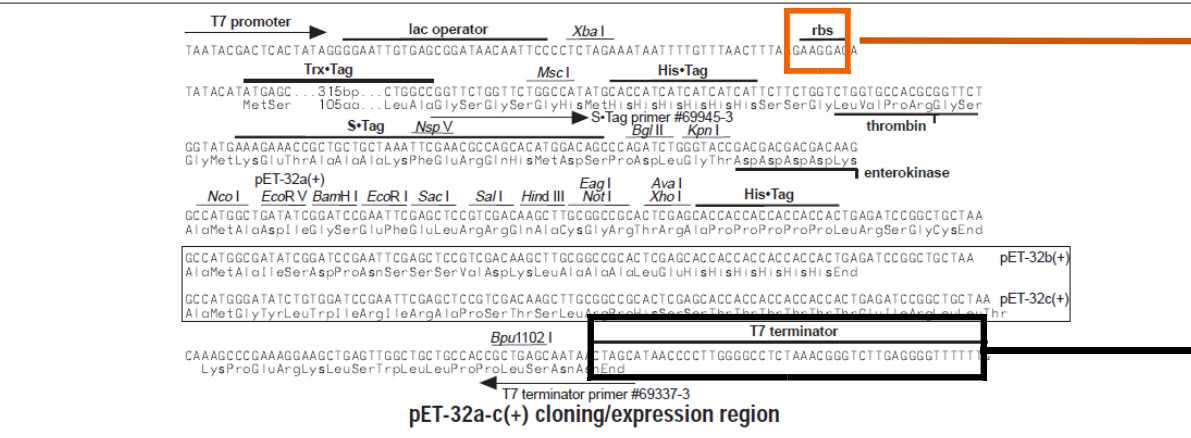 T7 promoter lac operator Xba I rbs
TAATACGACTCACTATAGGGGAATTGTGAGCGGATAACAATTCCCCTCTAGAAATAATTTTGTTTAACTTTAAGAAGGAGA
Trx•Tag Msc I His•Tag
TATACATATGAGC...315bp...CTGGCCGGTTCTGGTTCTGGCCATATGCACCATCATCATCATCATTCTTCTGGTCTGGTGCCACGCGGTTCT
MetSer 105aa...LeuAlaGlySerGlySerGlyHisMetHisHisHisHisHisHisSerSerGlyLeuValProArgGlySer
S•Tag primer #69945-3
thrombin
S•Tag Nsp V Bgl II Kpn I
GGTATGAAAGAAACCGCTGCTGCTAAATTCGAACGCCAGCACATGGACAGCCCAGATCTGGGTACCGACGACGACGACAAG
GlyMetLysGluThrAlaAlaAlaLysPheGluArgGlnHisMetAspSerProAspLeuGlyThrAspAspAspAspLys
enterokinase
pET-32a(+)
Nco I EcoR V BamH I EcoR I Sac I Sal I Hind III Eag I Not I Ava I Xho I His•Tag
GCCATGGCTGATATCGGATCCGAATTCGAGCTCCGTCGACAAGCTTGCGGCCGCACTCGAGCACCACCACCACCACCACTGAGATCCGGCTGCTAA
AlaMetAlaAspIleGlySerGluPheGluLeuArgArgGlnAlaCysGlyArgThrArgAlaProProProProProProLeuArgSerGlyCysEnd
GCCATGGCGATATCGGATCCGAATTCGAGCTCCGTCGACAAGCTTGCGGCCGCACTCGAGCACCACCACCACCACCACTGAGATCCGGCTGCTAA pET-32b(+)
AlaMetAlaIleSerAspProAsnSerSerSerValAspLysLeuAlaAlaAlaLeuGluHisHisHisHisHisHisEnd
GCCATGGGATATCTGTGGATCCGAATTCGAGCTCCGTCGACAAGCTTGCGGCCGCACTCGAGCACCACCACCACCACCACTGAGATCCGGCTGCTAA pET-32c(+)
AlaMetGlyTyrLeuTrpIleArgIleArgAlaProSerThrSerLeuArgProHisSerSerThrThrThrThrThrThrGluIleArgLeuLeuThr
Bpu1102 I T7 terminator
CAAAGCCCGAAAGGAAGCTGAGTTGGCTGCTGCCACCGCTGAGCAATAACTAGCATAACCCCTTGGGGCCTCTAAACGGGTCTTGAGGGGTTTTTTG
LysProGluArgLysLeuSerTrpLeuLeuProProLeuSerAsnAsnEnd
T7 terminator primer #69337-3
pET-32a-c(+) cloning/expression region